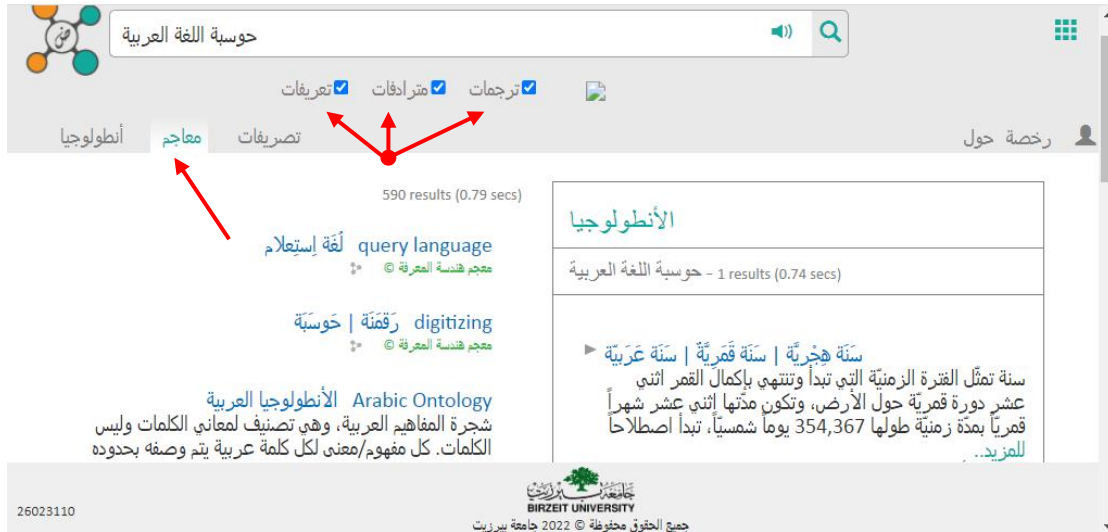 حوسبة اللغة العربية
ضىّ
ترجمات مترادفات تعريفات
أنطولوجيا معاجم تصريفات رخصة حول
590 results (0.79 secs)
query language لُغَة إستِعلام
معجم هندسة المعرفة ©
digitizing رَقمَنَة | حَوسَبَة
معجم هندسة المعرفة ©
Arabic Ontology الأنطولوجيا العربية
شجرة المفاهيم العربية، وهي تصنيف لمعاني الكلمات وليس
الكلمات. كل مفهوم/معنى لكل كلمة عربية يتم وصفه بحدوده
الأنطولوجيا
حوسبة اللغة العربية - 1 results (0.74 secs)
سَنَة هِجْريَّة | سَنَة قَمَرِيَّةٌ | سَنَة عَرَبيّة
سنة تمثّل الفترة الزمنيّة التي تبدأ وتنتهي بإكمال القمر اثني
عشر دورة قمريّة حول الأرض، وتكون مدّتها اثني عشر شهراً
قمريّاً بمدّة زمنيّة طولها 354,367 يوماً شمسيّاً، تبدأ اصطلاحاً
للمزيد..
جامعة بيرزيت
BIRZEIT UNIVERSITY
جميع الحقوق محفوظة © 2022 جامعة بيرزيت
26023110